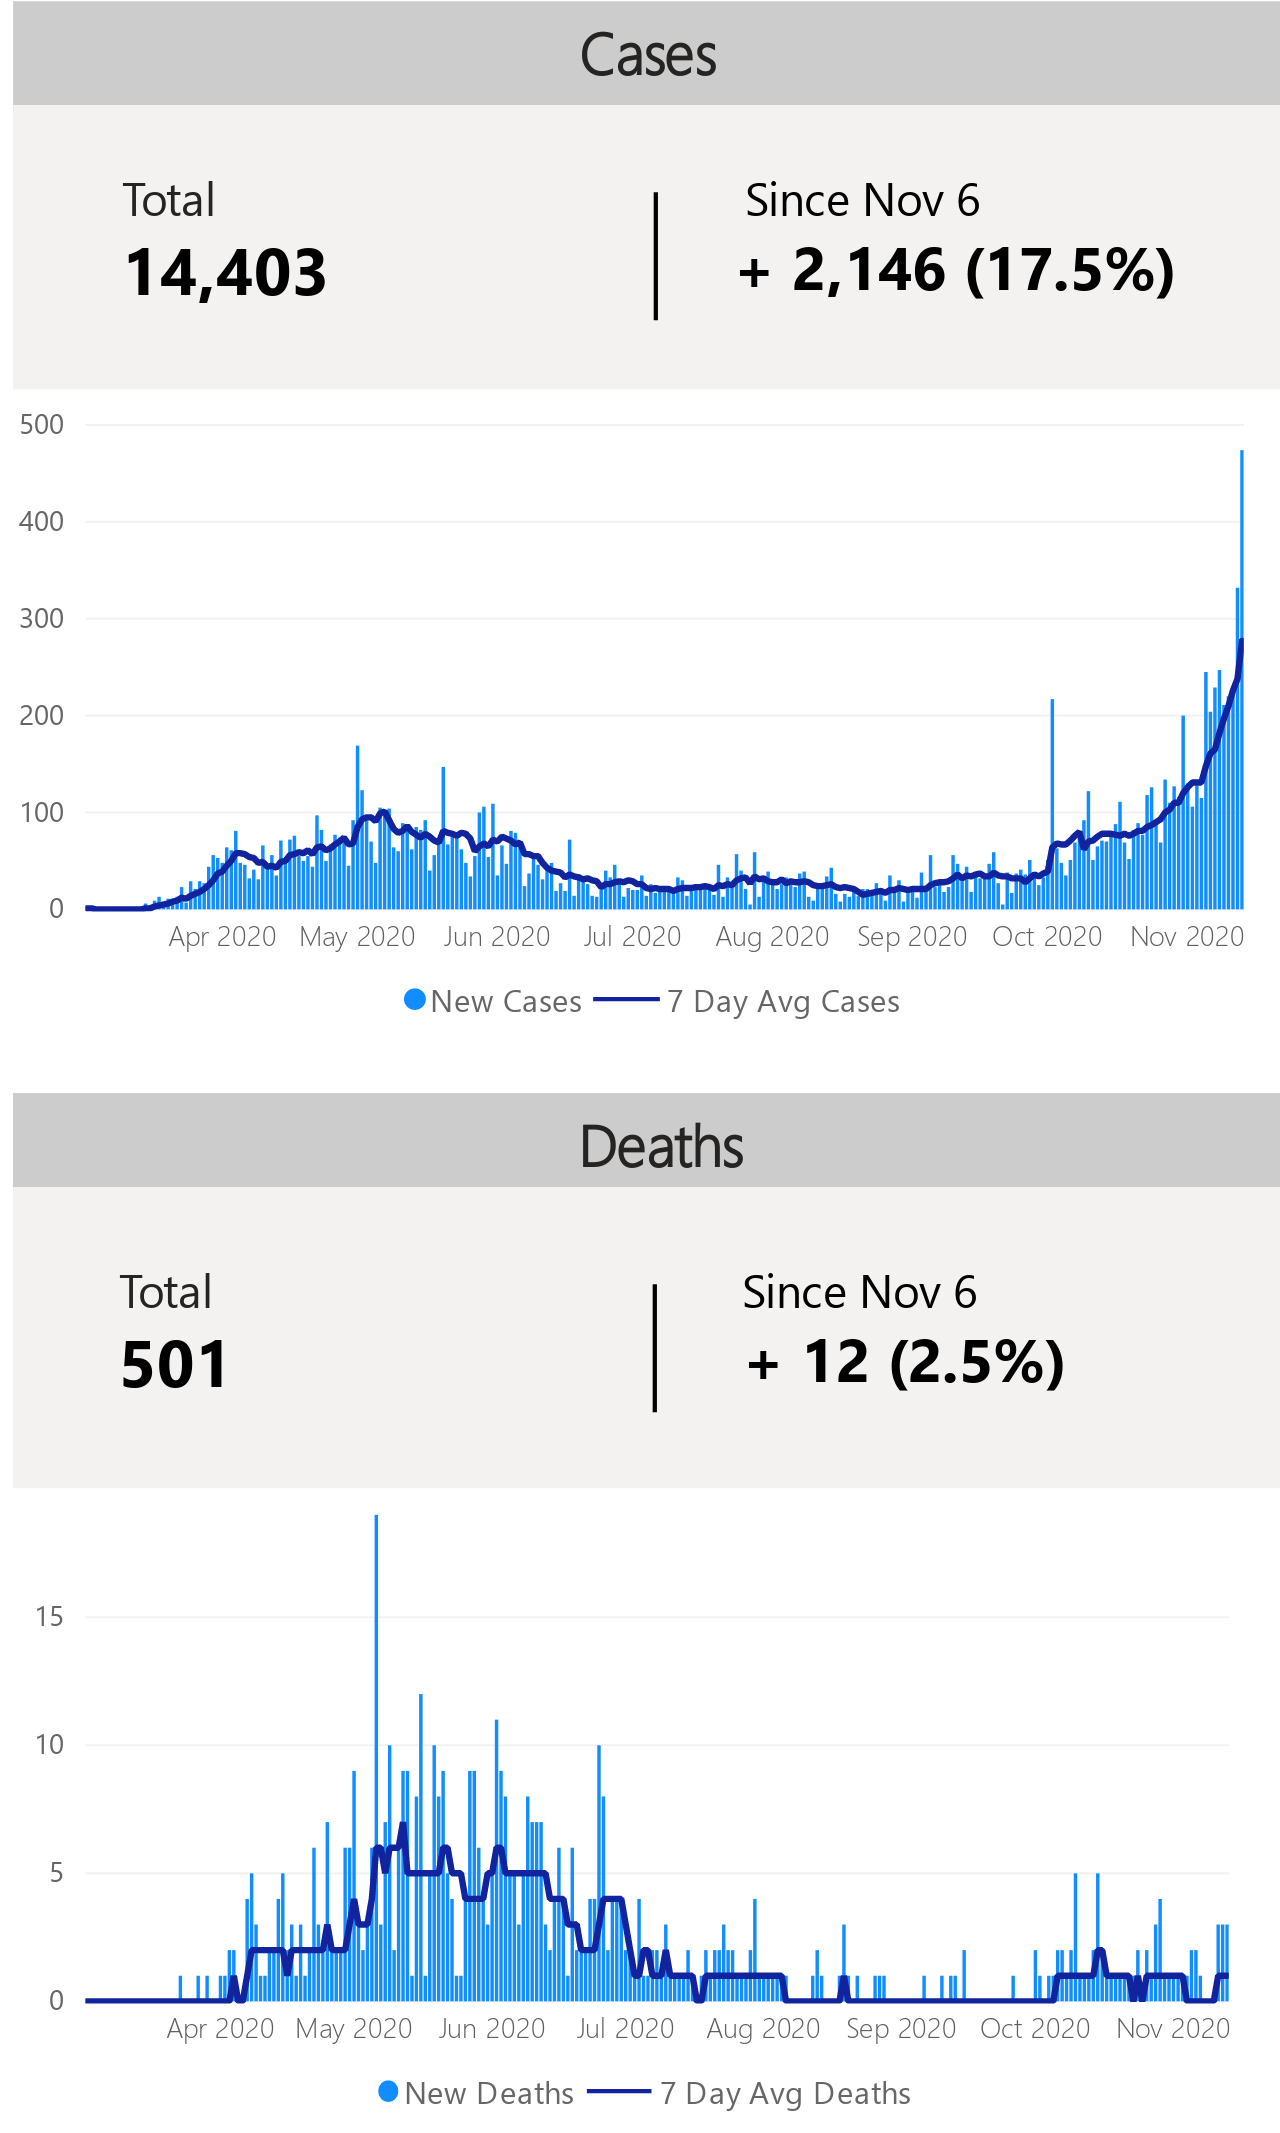 Cases
Total
Since Nov 6
14,403
+ 2,146 (17.5%)
500
400
300
200
100
0
Apr 2020 May 2020 Jun 2020 Jul 2020 Aug 2020 Sep 2020 Oct 2020 Nov 2020
New Cases 7 Day Avg Cases
Deaths
Total
Since Nov 6
501
+ 12 (2.5%)
15
10
5
0
Apr 2020 May 2020 Jun 2020 Jul 2020 Aug 2020 Sep 2020 Oct 2020 Nov 2020
New Deaths 7 Day Avg Deaths